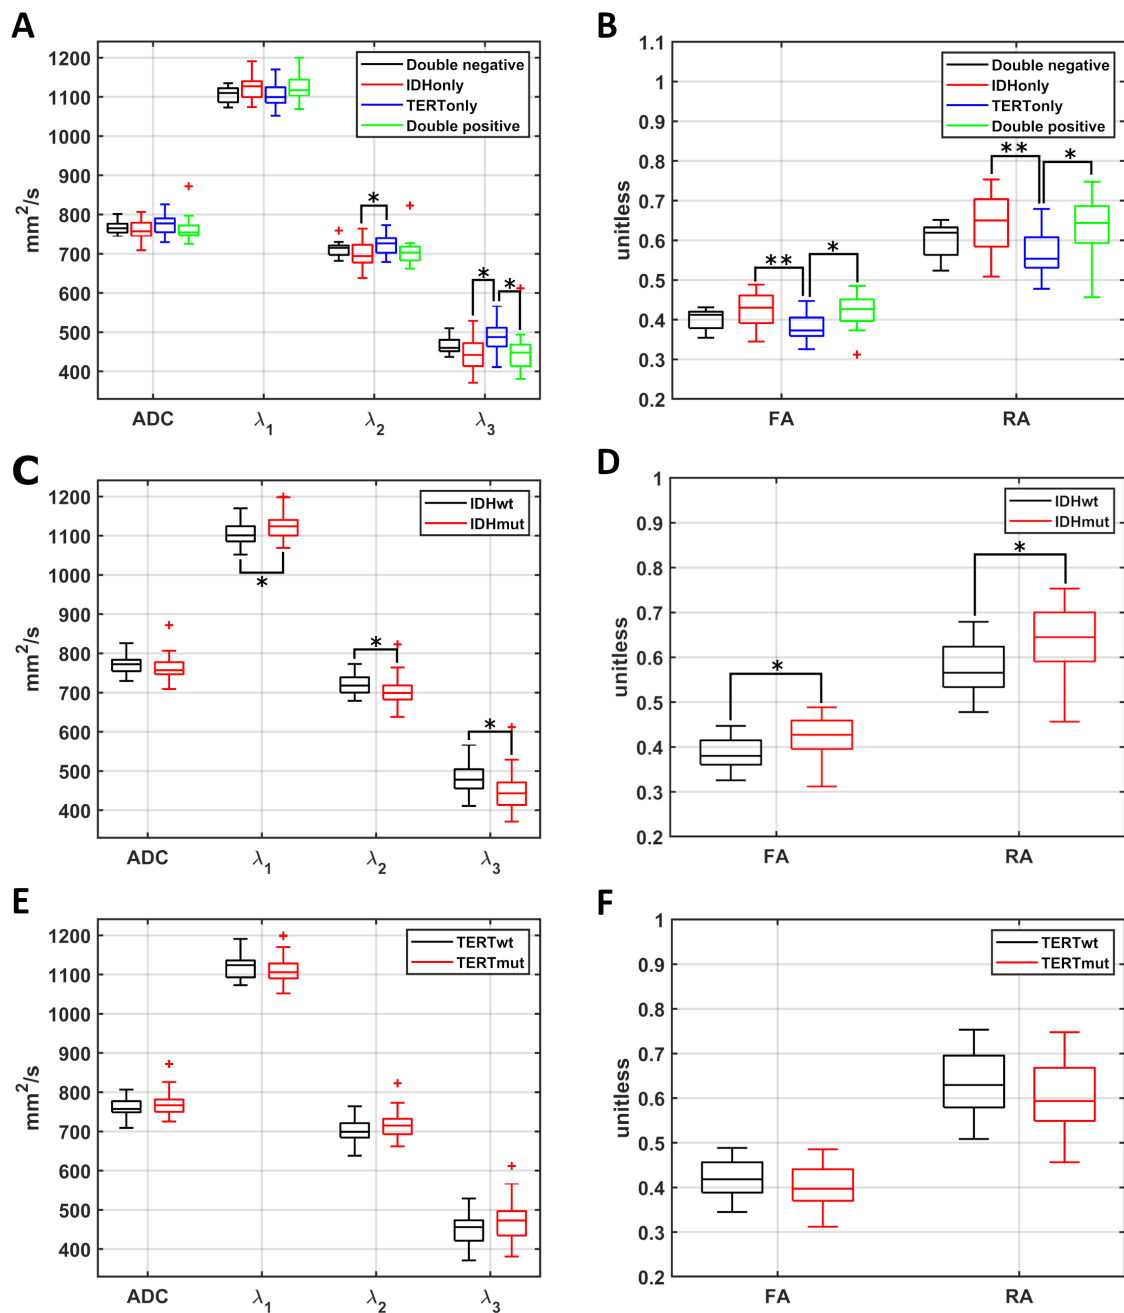 A
1200
1100
1000
900
800
700
600
500
400
mm²/s
ADC
λ₁
λ₂
λ₃
Double negative
IDHonly
TERTonly
Double positive
*
*
*
B
1.1
1
0.9
0.8
0.7
0.6
0.5
0.4
0.3
0.2
unitless
FA
RA
Double negative
IDHonly
TERTonly
Double positive
**
*
**
*
C
1200
1100
1000
900
800
700
600
500
400
mm²/s
ADC
λ₁
λ₂
λ₃
IDHwt
IDHmut
*
*
*
D
1
0.9
0.8
0.7
0.6
0.5
0.4
0.3
0.2
unitless
FA
RA
IDHwt
IDHmut
*
*
E
1200
1100
1000
900
800
700
600
500
400
mm²/s
ADC
λ₁
λ₂
λ₃
TERTwt
TERTmut
F
1
0.9
0.8
0.7
0.6
0.5
0.4
0.3
0.2
unitless
FA
RA
TERTwt
TERTmut